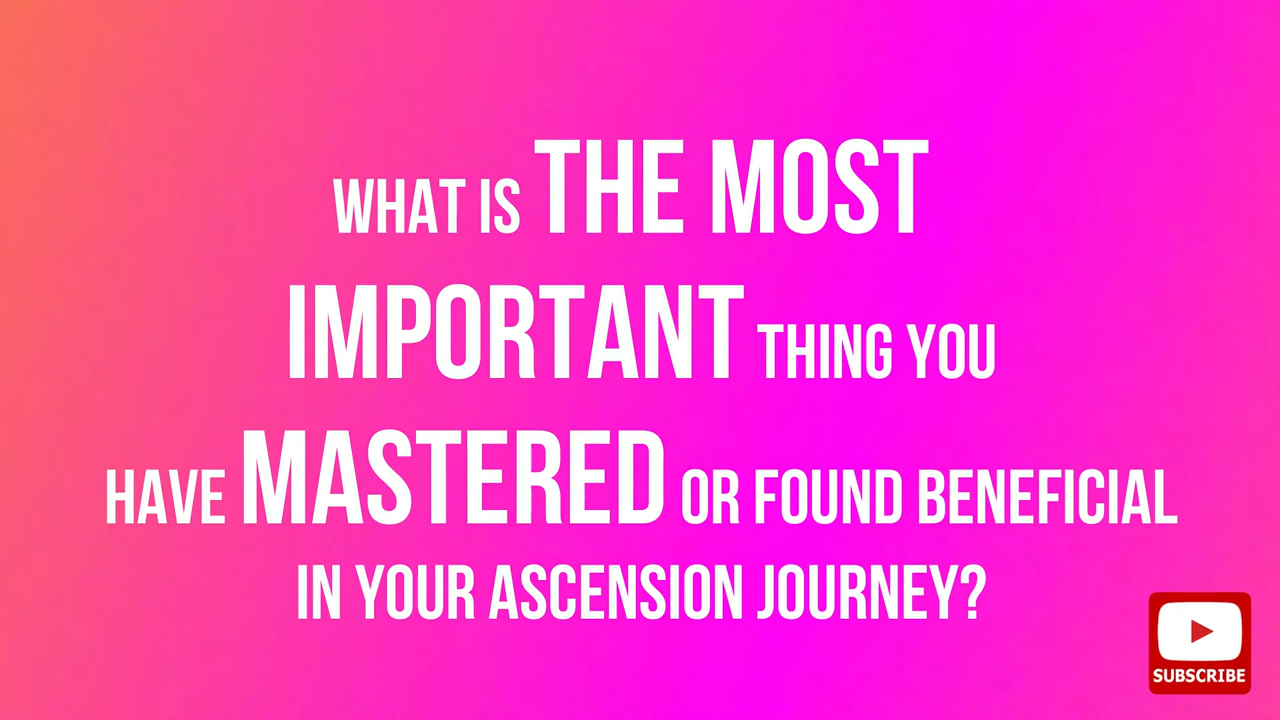 WHAT IS THE MOST
IMPORTANT THING YOU
HAVE MASTERED OR FOUND BENEFICIAL
IN YOUR ASCENSION JOURNEY?
SUBSCRIBE